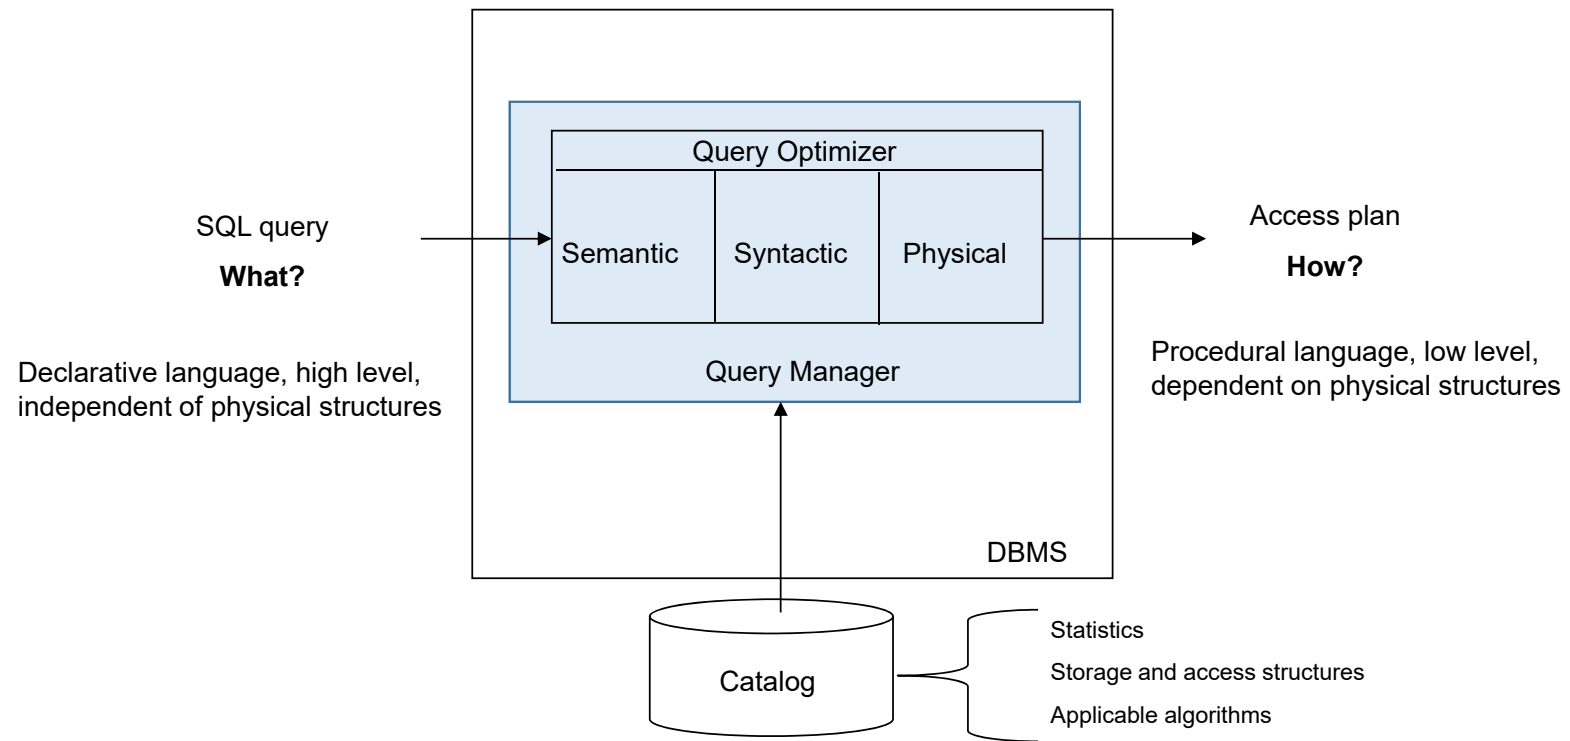 Query Optimizer
SQL query
What?
Declarative language, high level,
independent of physical structures
Semantic
Syntactic
Physical
Query Manager
Access plan
How?
Procedural language, low level,
dependent on physical structures
DBMS
Catalog
Statistics
Storage and access structures
Applicable algorithms